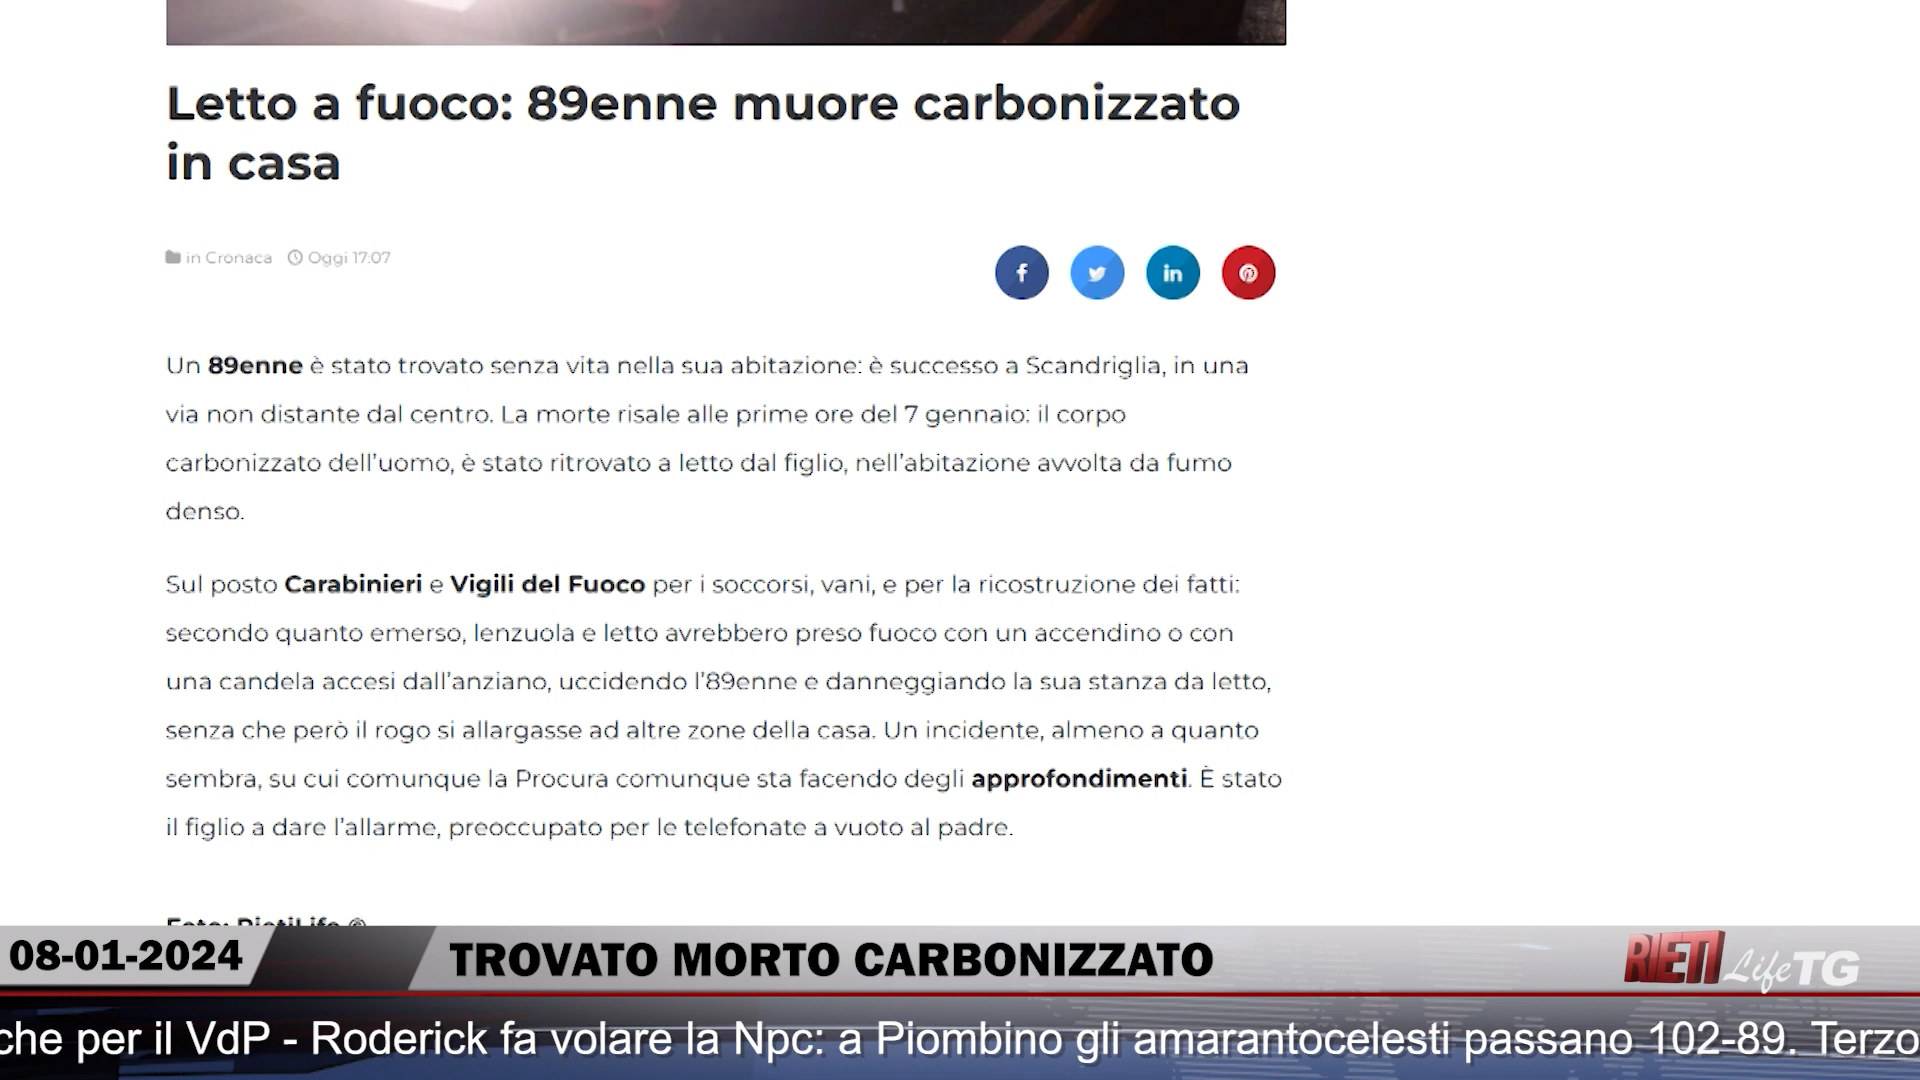 Letto a fuoco: 89enne muore carbonizzato
in casa
in Cronaca Oggi 17:07
Un 89enne è stato trovato senza vita nella sua abitazione: è successo a Scandriglia, in una
via non distante dal centro. La morte risale alle prime ore del 7 gennaio: il corpo
carbonizzato dell'uomo, è stato ritrovato a letto dal figlio, nell'abitazione avvolta da fumo
denso.
Sul posto Carabinieri e Vigili del Fuoco per i soccorsi, vani, e per la ricostruzione dei fatti:
secondo quanto emerso, lenzuola e letto avrebbero preso fuoco con un accendino o con
una candela accesi dall'anziano, uccidendo l'89enne e danneggiando la sua stanza da letto,
senza che però il rogo si allargasse ad altre zone della casa. Un incidente, almeno a quanto
sembra, su cui comunque la Procura comunque sta facendo degli approfondimenti. È stato
il figlio a dare l'allarme, preoccupato per le telefonate a vuoto al padre.
Foto: RietiLife ©
08-01-2024
TROVATO MORTO CARBONIZZATO
RIETI Life TG
che per il VdP - Roderick fa volare la Npc: a Piombino gli amarantocelesti passano 102-89. Terzo